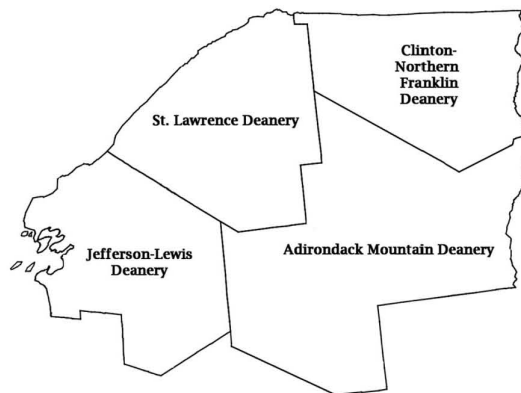 Clinton-
Northern
Franklin
Deanery
St. Lawrence Deanery
Jefferson-Lewis
Deanery
Adirondack Mountain Deanery